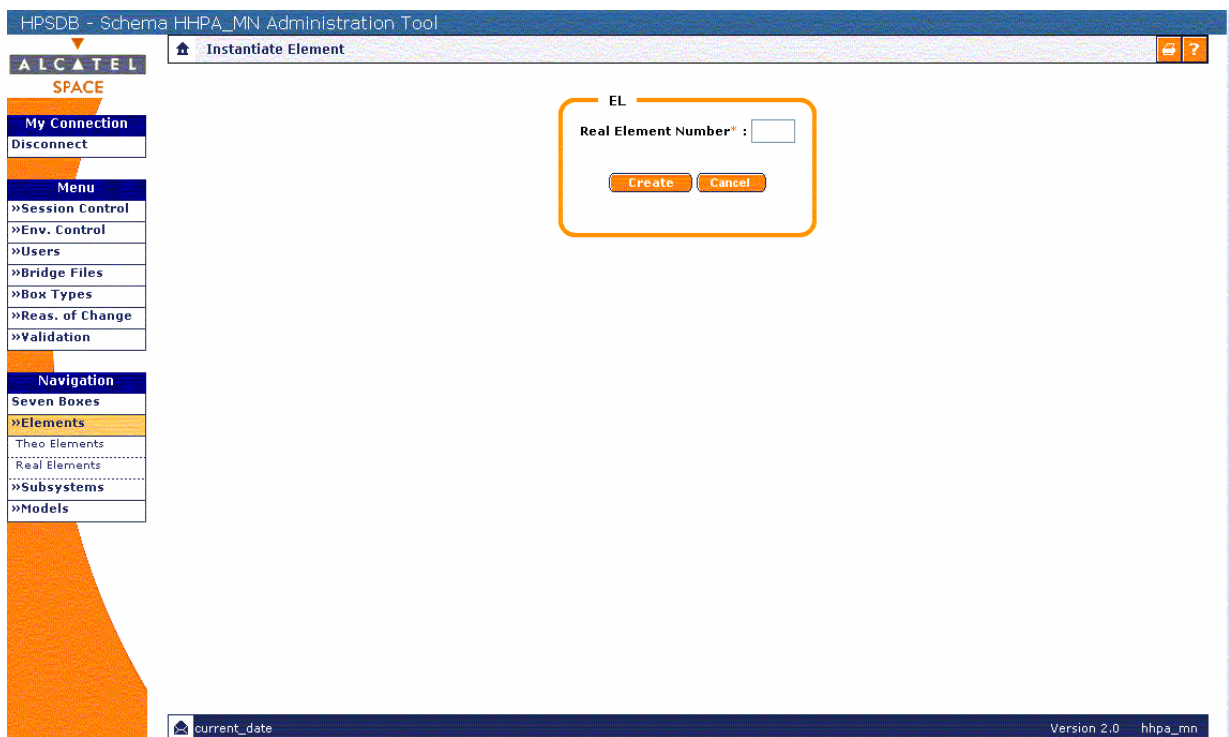 HPSDB - Schema HHPA_MN Administration Tool
ALCATEL
SPACE
Instantiate Element
?
My Connection
Disconnect
Menu
»Session Control
»Env. Control
»Users
»Bridge Files
»Box Types
»Reas. of Change
»Validation
Navigation
Seven Boxes
»Elements
Theo Elements
Real Elements
»Subsystems
»Models
EL
Real Element Number* :
Create Cancel
current_date Version 2.0 hhpa_mn